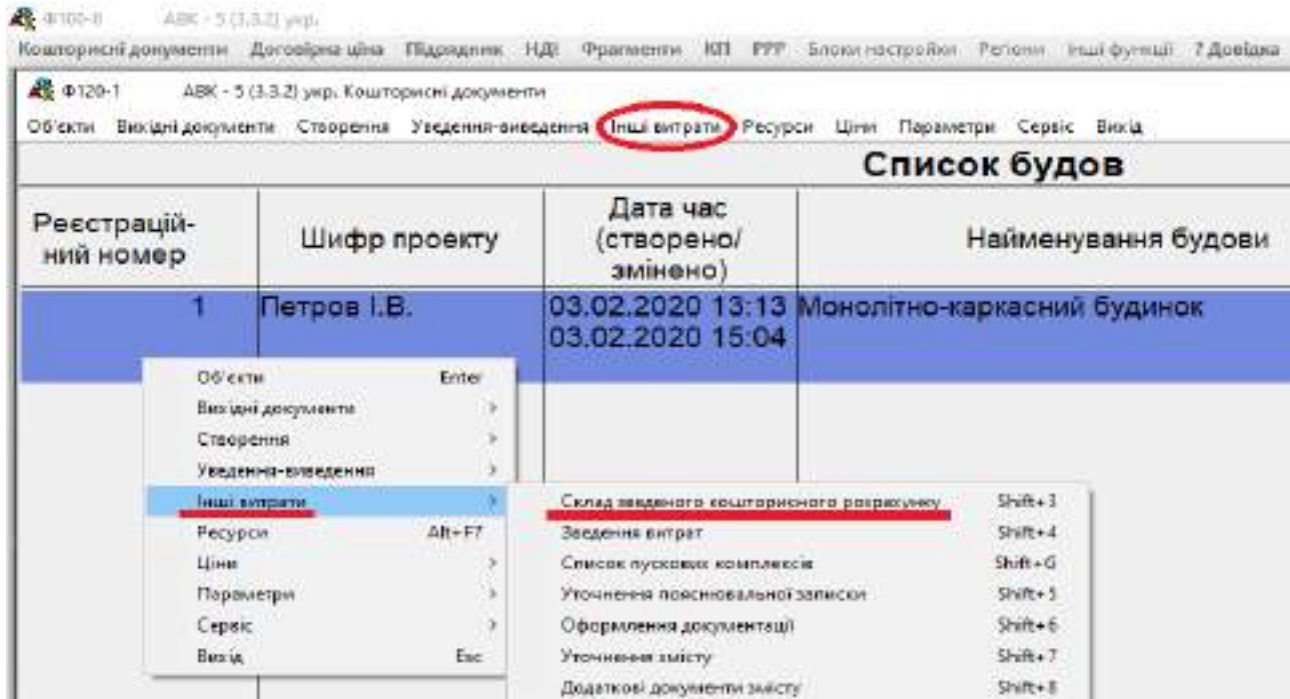 Ф100-0 АВК - 5 (3.3.2) укр.
Кошторисні документи Договірна ціна Підрядник НДІ Фрагменти КП РРР Блоки настройки Регіони Інші функції ? Довідка
Ф120-1 АВК - 5 (3.3.2) укр. Кошторисні документи
Об'єкти Вихідні документи Створення Уведення-виведення Інші витрати Ресурси Ціни Параметри Сервіс Вихід
Список будов
Реєстрацій-
ний номер
Шифр проекту
Дата час
(створено/
змінено)
Найменування будови
1 Петров І.В. 03.02.2020 13:13 Монолітно-каркасний будинок
03.02.2020 15:04
Об'єкти Enter
Вихідні документи
Створення
Уведення-виведення
Інші витрати
Ресурси Alt+F7
Ціни
Параметри
Сервіс
Вихід Esc
Склад зведеного кошторисного розрахунку Shift+3
Зведення витрат Shift+4
Список пускових комплексів Shift+G
Уточнення пояснювальної записки Shift+5
Оформлення документації Shift+6
Уточнення змісту Shift+7
Додаткові документи змісту Shift+8